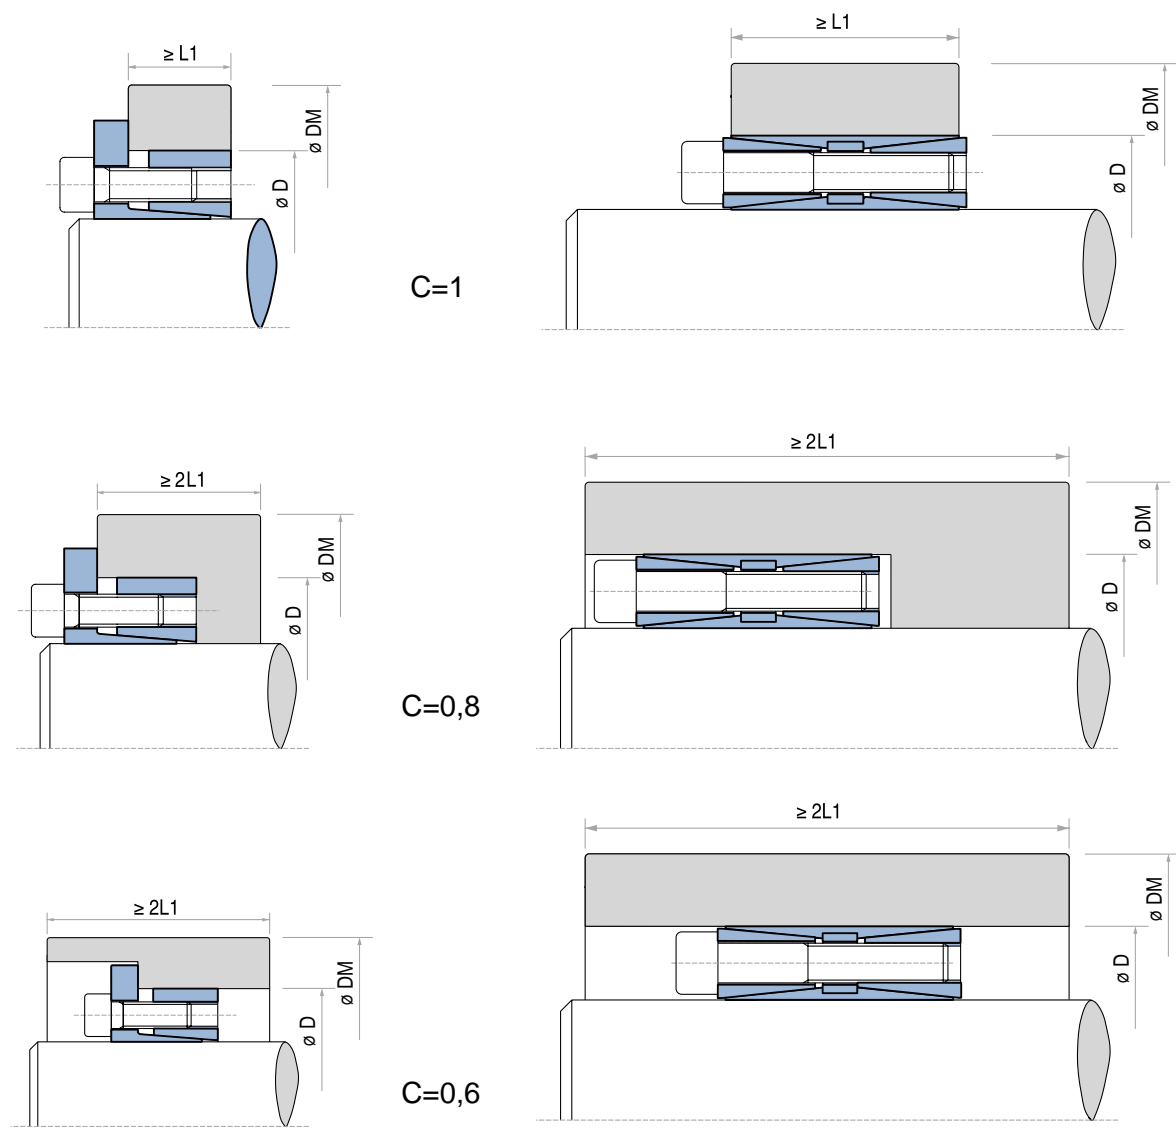 ≥ L1
ø DM
ø D
≥ L1
ø DM
ø D
C=1
≥ 2L1
ø DM
ø D
≥ 2L1
ø DM
ø D
C=0,8
≥ 2L1
ø DM
ø D
≥ 2L1
ø DM
ø D
C=0,6